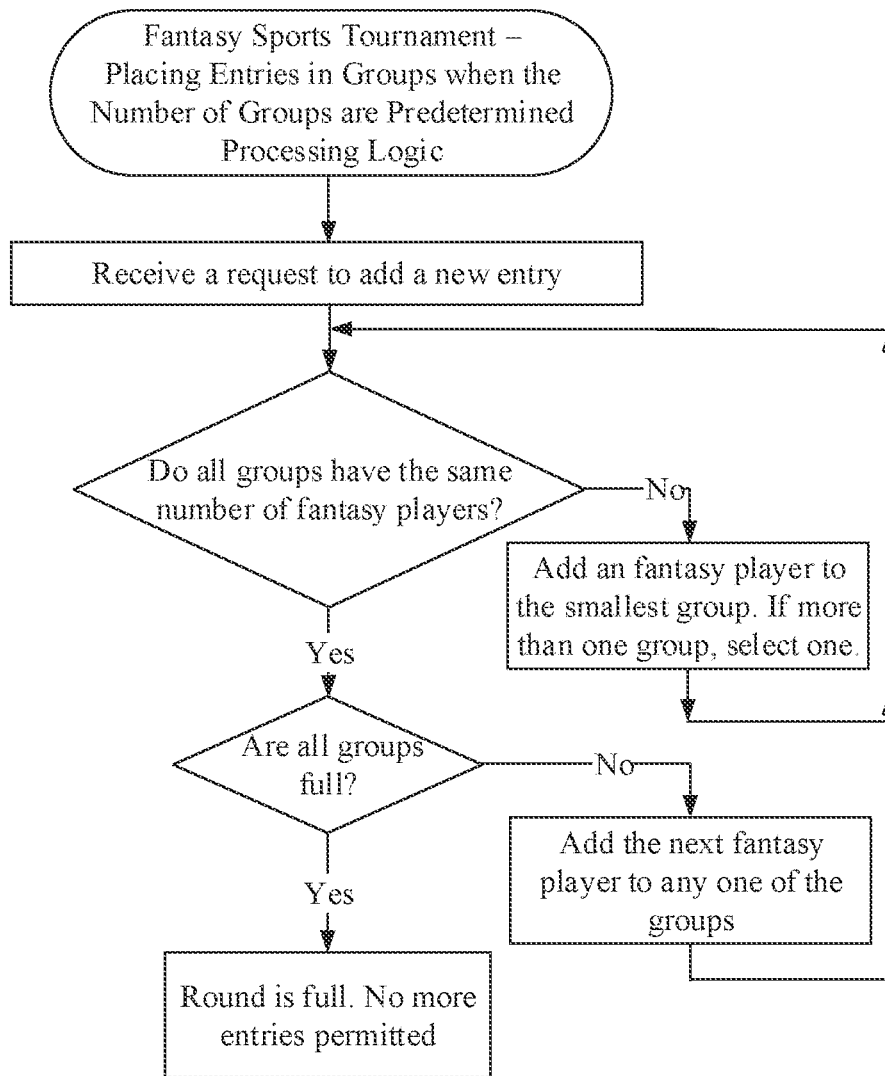 Fantasy Sports Tournament –
Placing Entries in Groups when the
Number of Groups are Predetermined
Processing Logic
Receive a request to add a new entry
Do all groups have the same
number of fantasy players?
No
Add an fantasy player to
the smallest group. If more
than one group, select one.
Yes
Are all groups
full?
No
Add the next fantasy
player to any one of the
groups
Yes
Round is full. No more
entries permitted